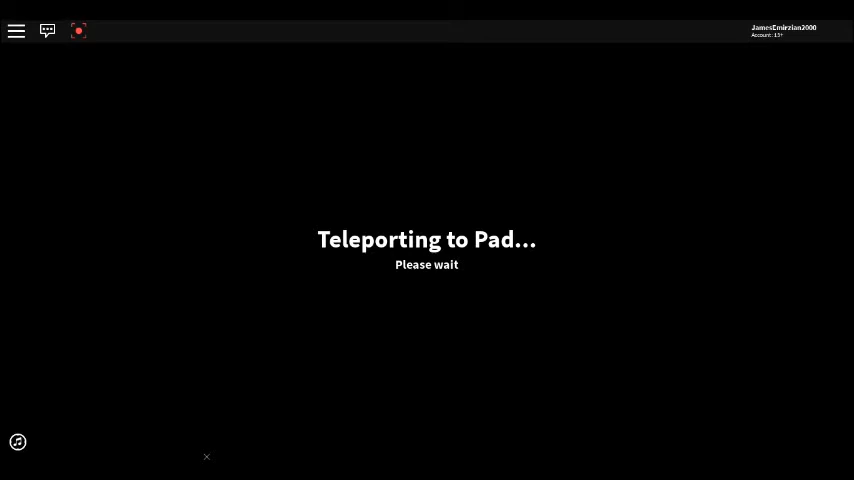 JamesEmirzian2000
Account: 13+
Teleporting to Pad...
Please wait